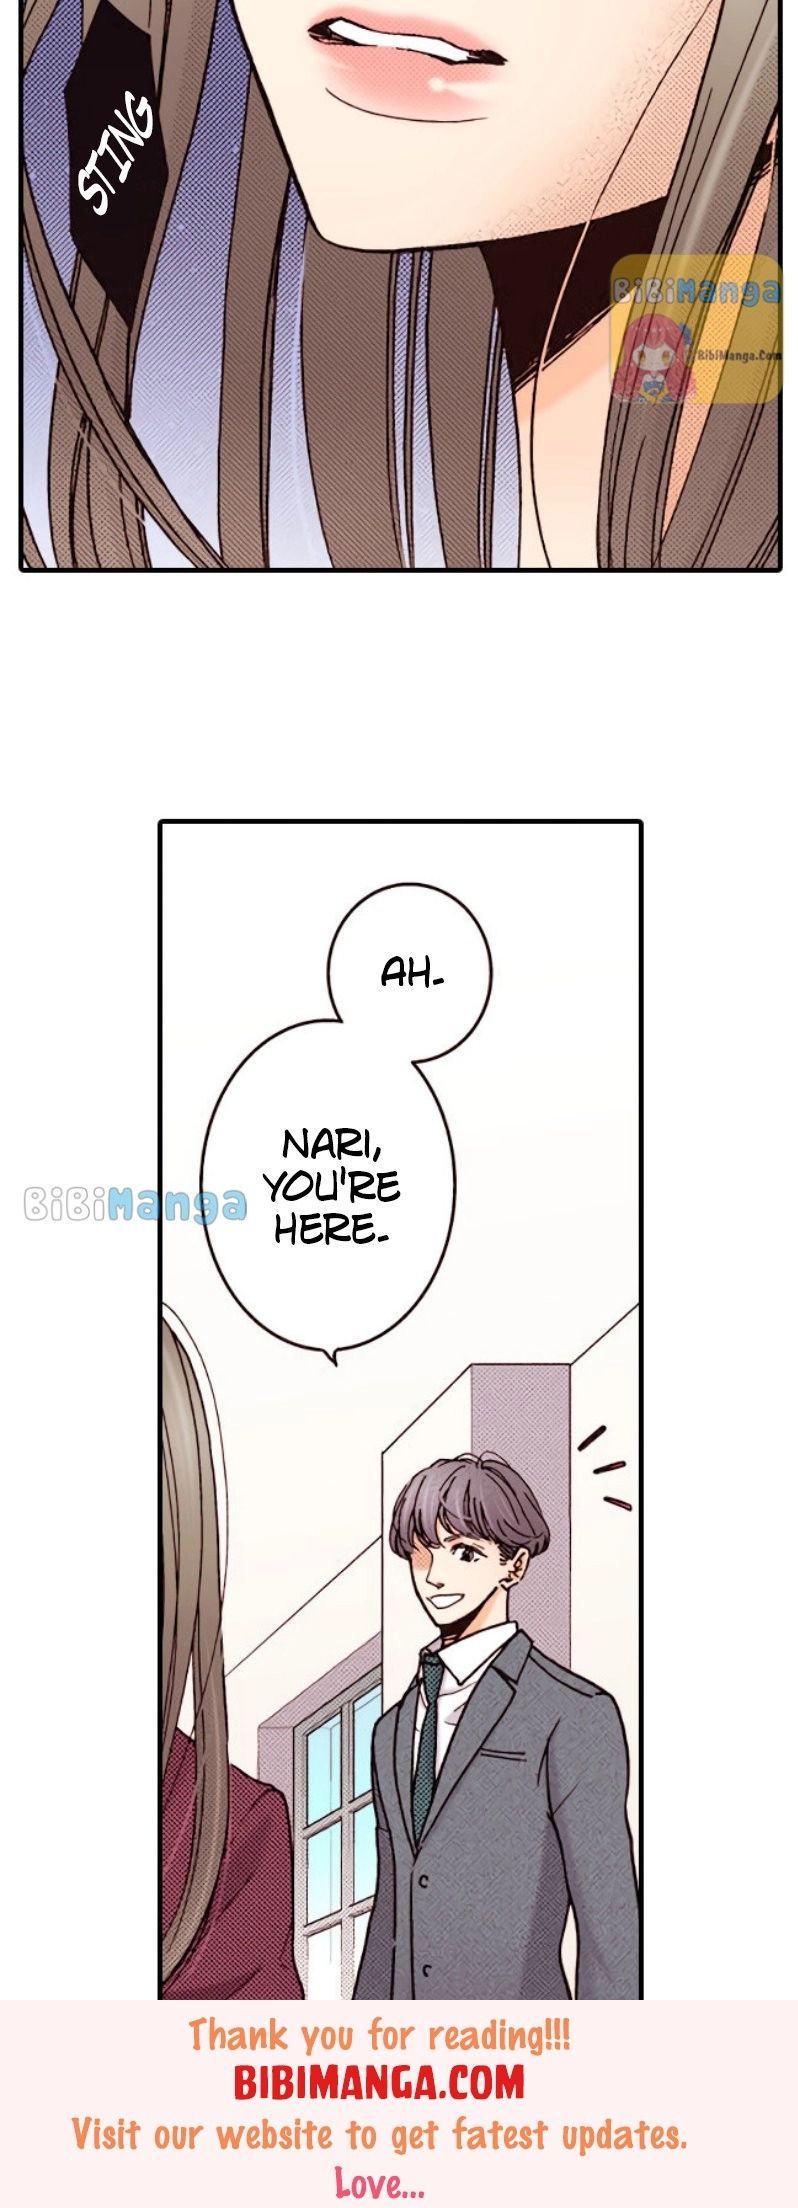 STING
BiBiManga
BibiManga.Com
AH.
NARI,
YOU'RE
HERE.
BiBiManga
Thank you for reading!!!
BIBIMANGA.COM
Visit our website to get fatest updates.
Love...